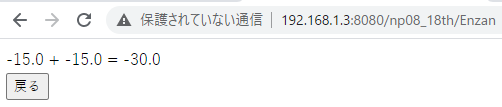 保護されていない通信 | 192.168.1.3:8080/np08_18th/Enzan
-15.0 + -15.0 = -30.0
戻る